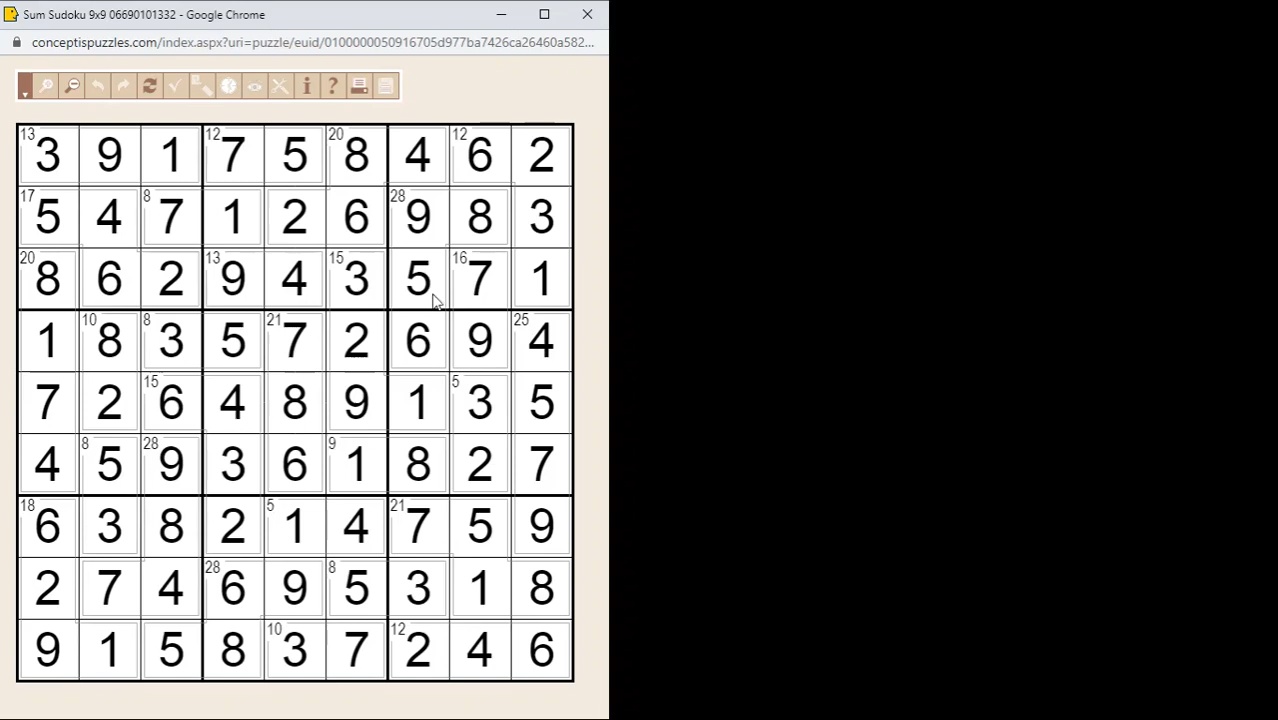 Sum Sudoku 9x9 06690101332 - Google Chrome
conceptispuzzles.com/index.aspx?uri=puzzle/euid/0100000050916705d977ba7426ca26460a582...
13 3 9 1 12 7 5 20 8 4 12 6 2
17 5 4 8 7 1 2 6 28 9 8 3
20 8 6 2 13 9 4 15 3 5 16 7 1
1 10 8 8 3 5 21 7 2 6 9 25 4
7 2 15 6 4 8 9 1 5 3 5
4 8 5 28 9 3 6 9 1 8 2 7
18 6 3 8 2 5 1 4 21 7 5 9
2 7 4 28 6 9 8 5 3 1 8
9 1 5 8 10 3 7 12 2 4 6